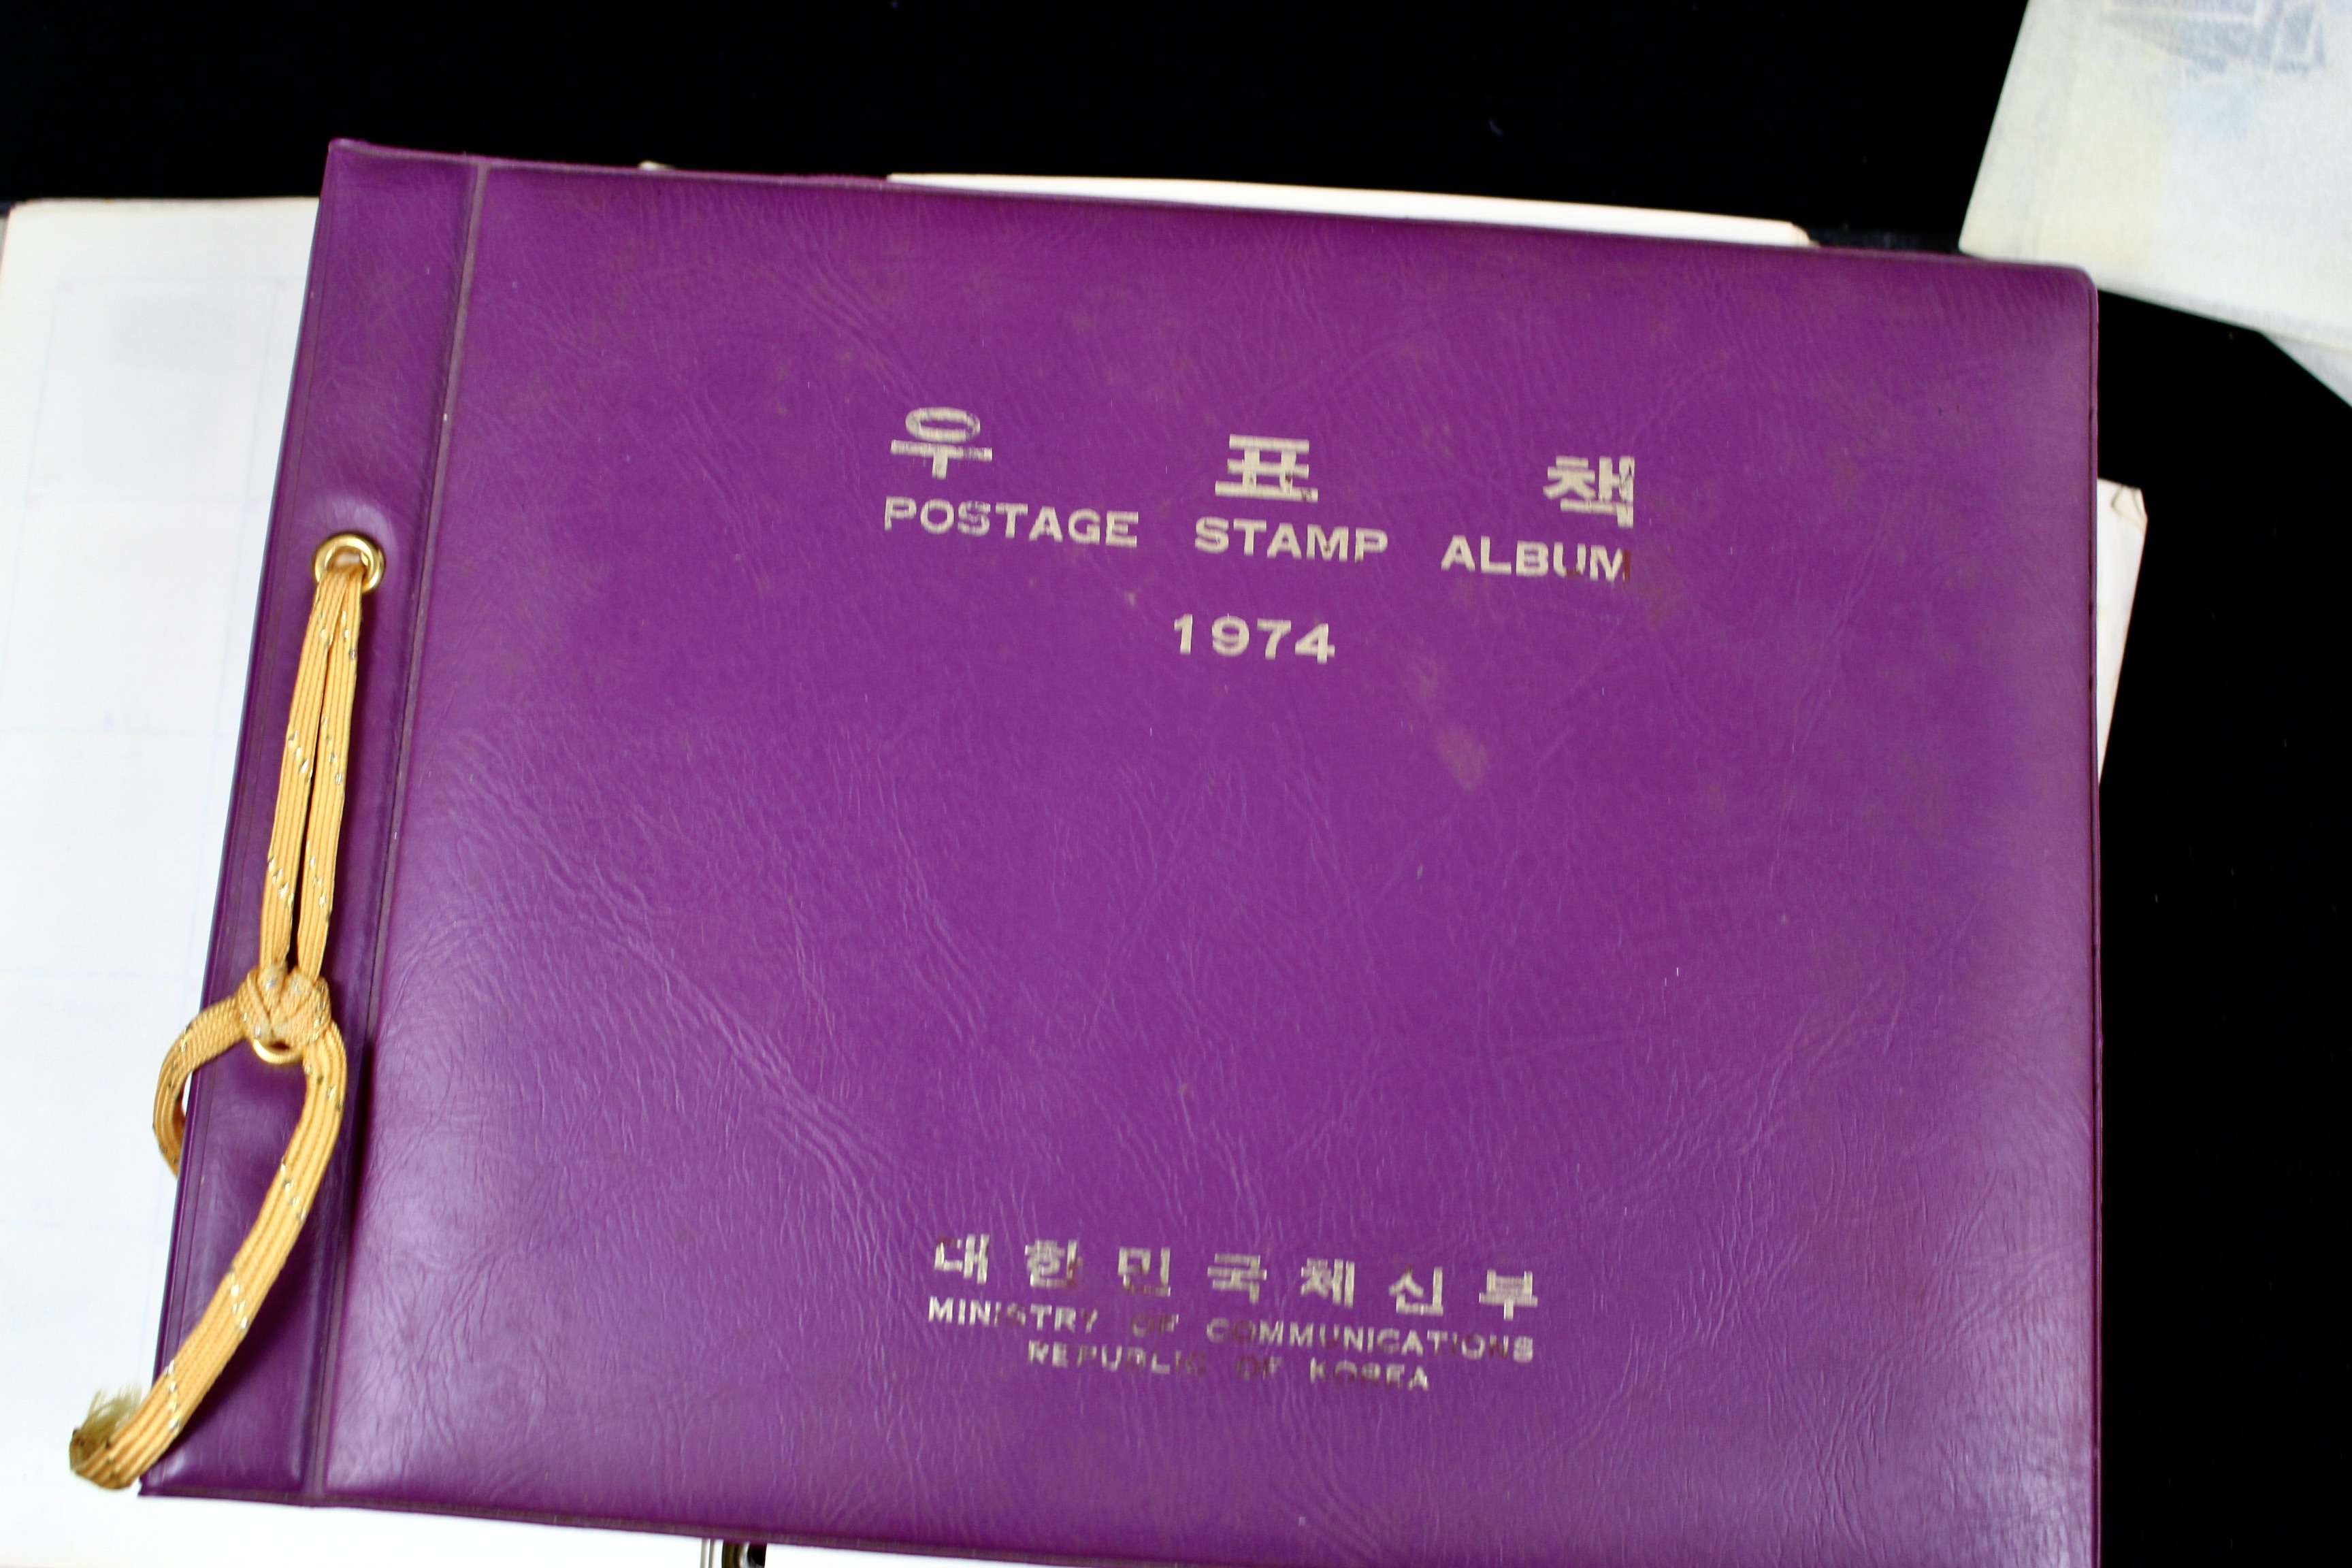 우 표 책
POSTAGE STAMP ALBUM
1974
대한민국체신부
MINISTRY OF COMMUNICATIONS
REPUBLIC OF KOREA